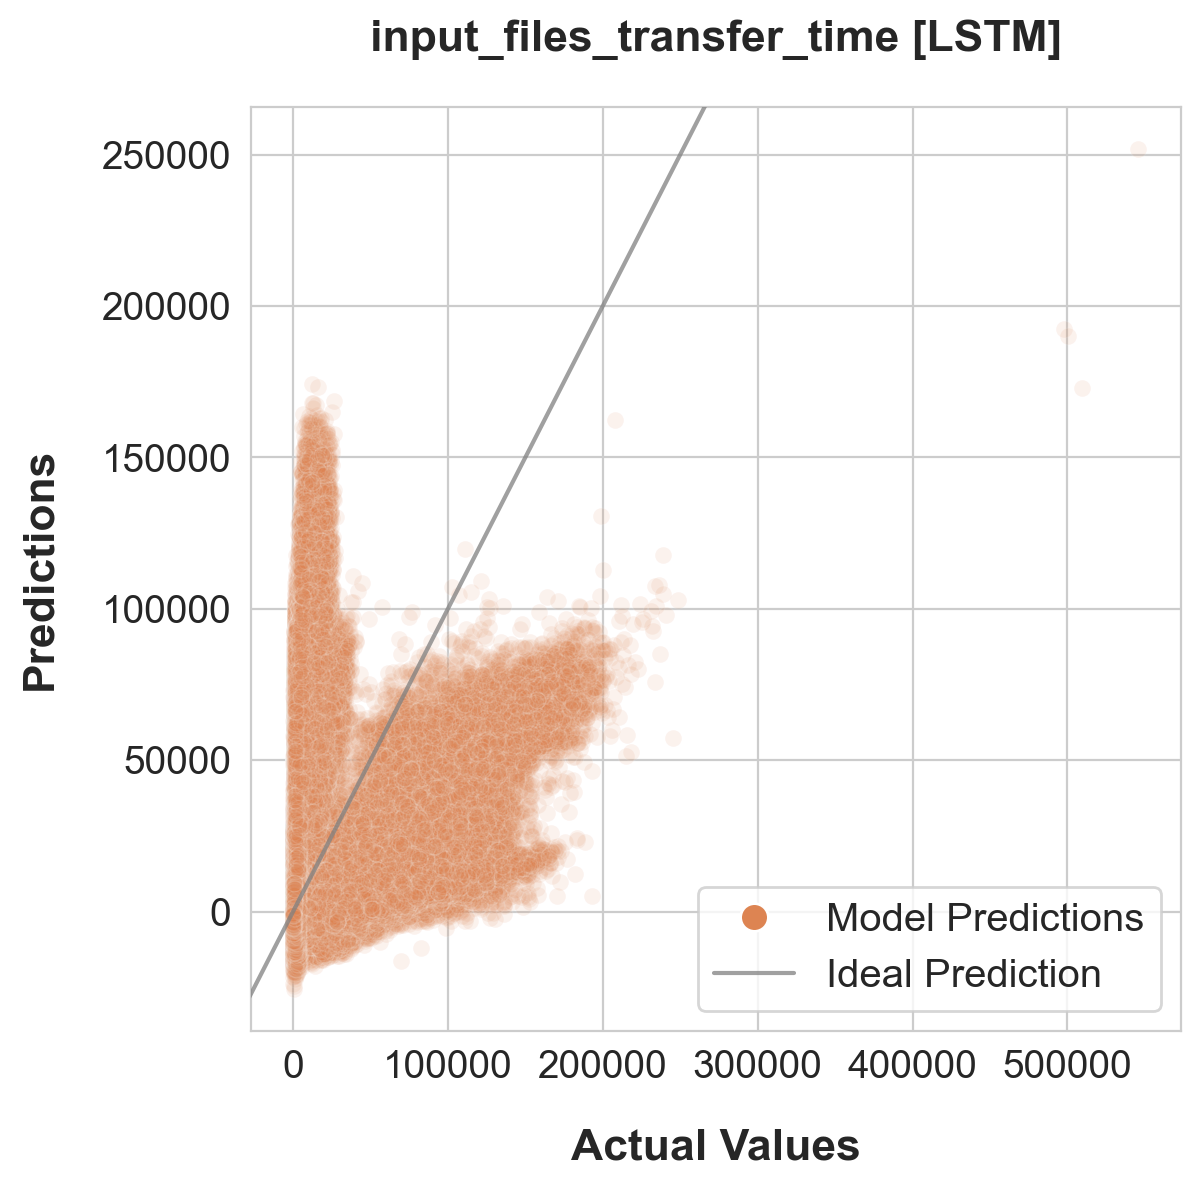 input_files_transfer_time [LSTM]
250000
200000
150000
100000
50000
0
Predictions
Model Predictions
Ideal Prediction
0 100000 200000 300000 400000 500000
Actual Values